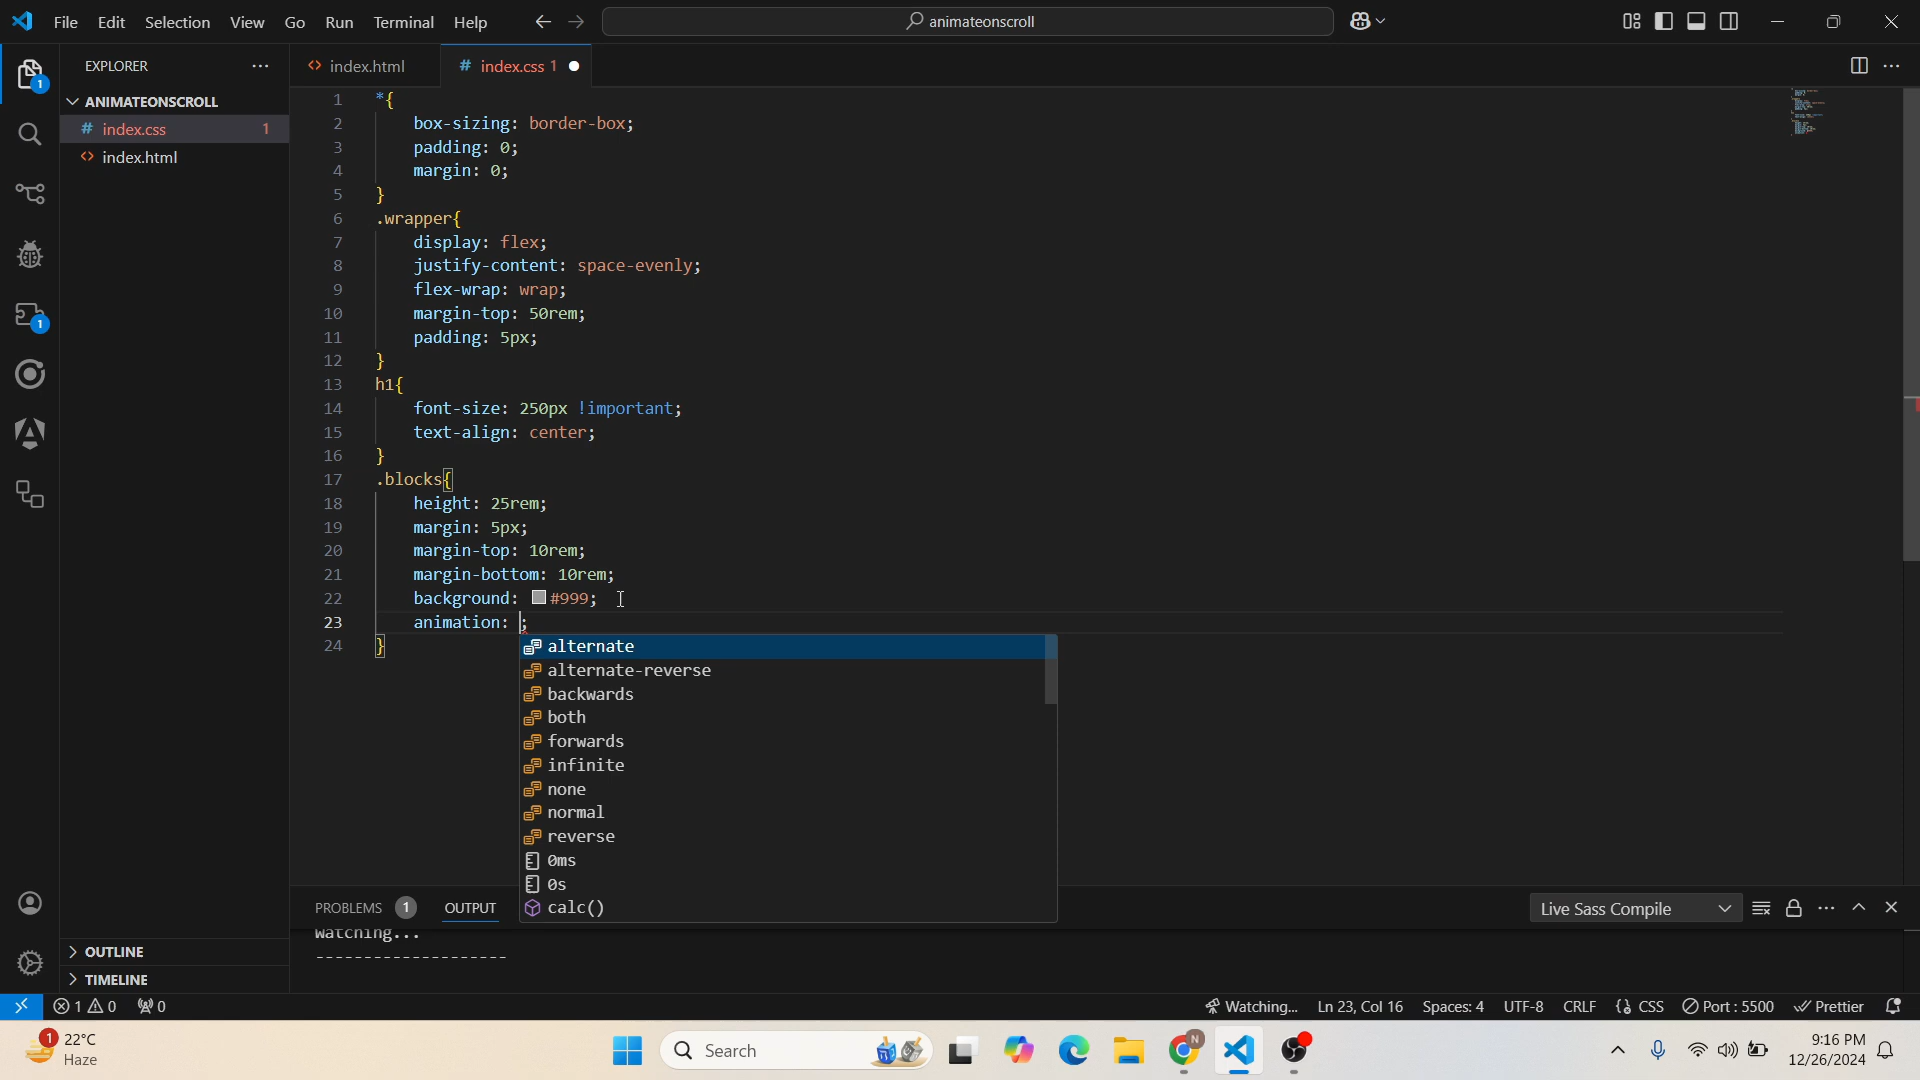 File Edit Selection View Go Run Terminal Help
animateonscroll
EXPLORER
index.html
index.css 1
ANIMATEONSCROLL
index.css 1
index.html
1
1
1 *{
2 box-sizing: border-box;
3 padding: 0;
4 margin: 0;
5 }
6 .wrapper{
7 display: flex;
8 justify-content: space-evenly;
9 flex-wrap: wrap;
10 margin-top: 50rem;
11 padding: 5px;
12 }
13 h1{
14 font-size: 250px !important;
15 text-align: center;
16 }
17 .blocks{
18 height: 25rem;
19 margin: 5px;
20 margin-top: 10rem;
21 margin-bottom: 10rem;
22 background: #999;
23 animation: ;
24 }
alternate
alternate-reverse
backwards
both
forwards
infinite
none
normal
reverse
0ms
0s
calc()
PROBLEMS 1 OUTPUT
Live Sass Compile
Watching...
--------------------
OUTLINE
TIMELINE
1 0 0
Watching... Ln 23, Col 16 Spaces: 4 UTF-8 CRLF CSS Port : 5500 Prettier
1
22°C
Haze
Search
N
9:16 PM
12/26/2024